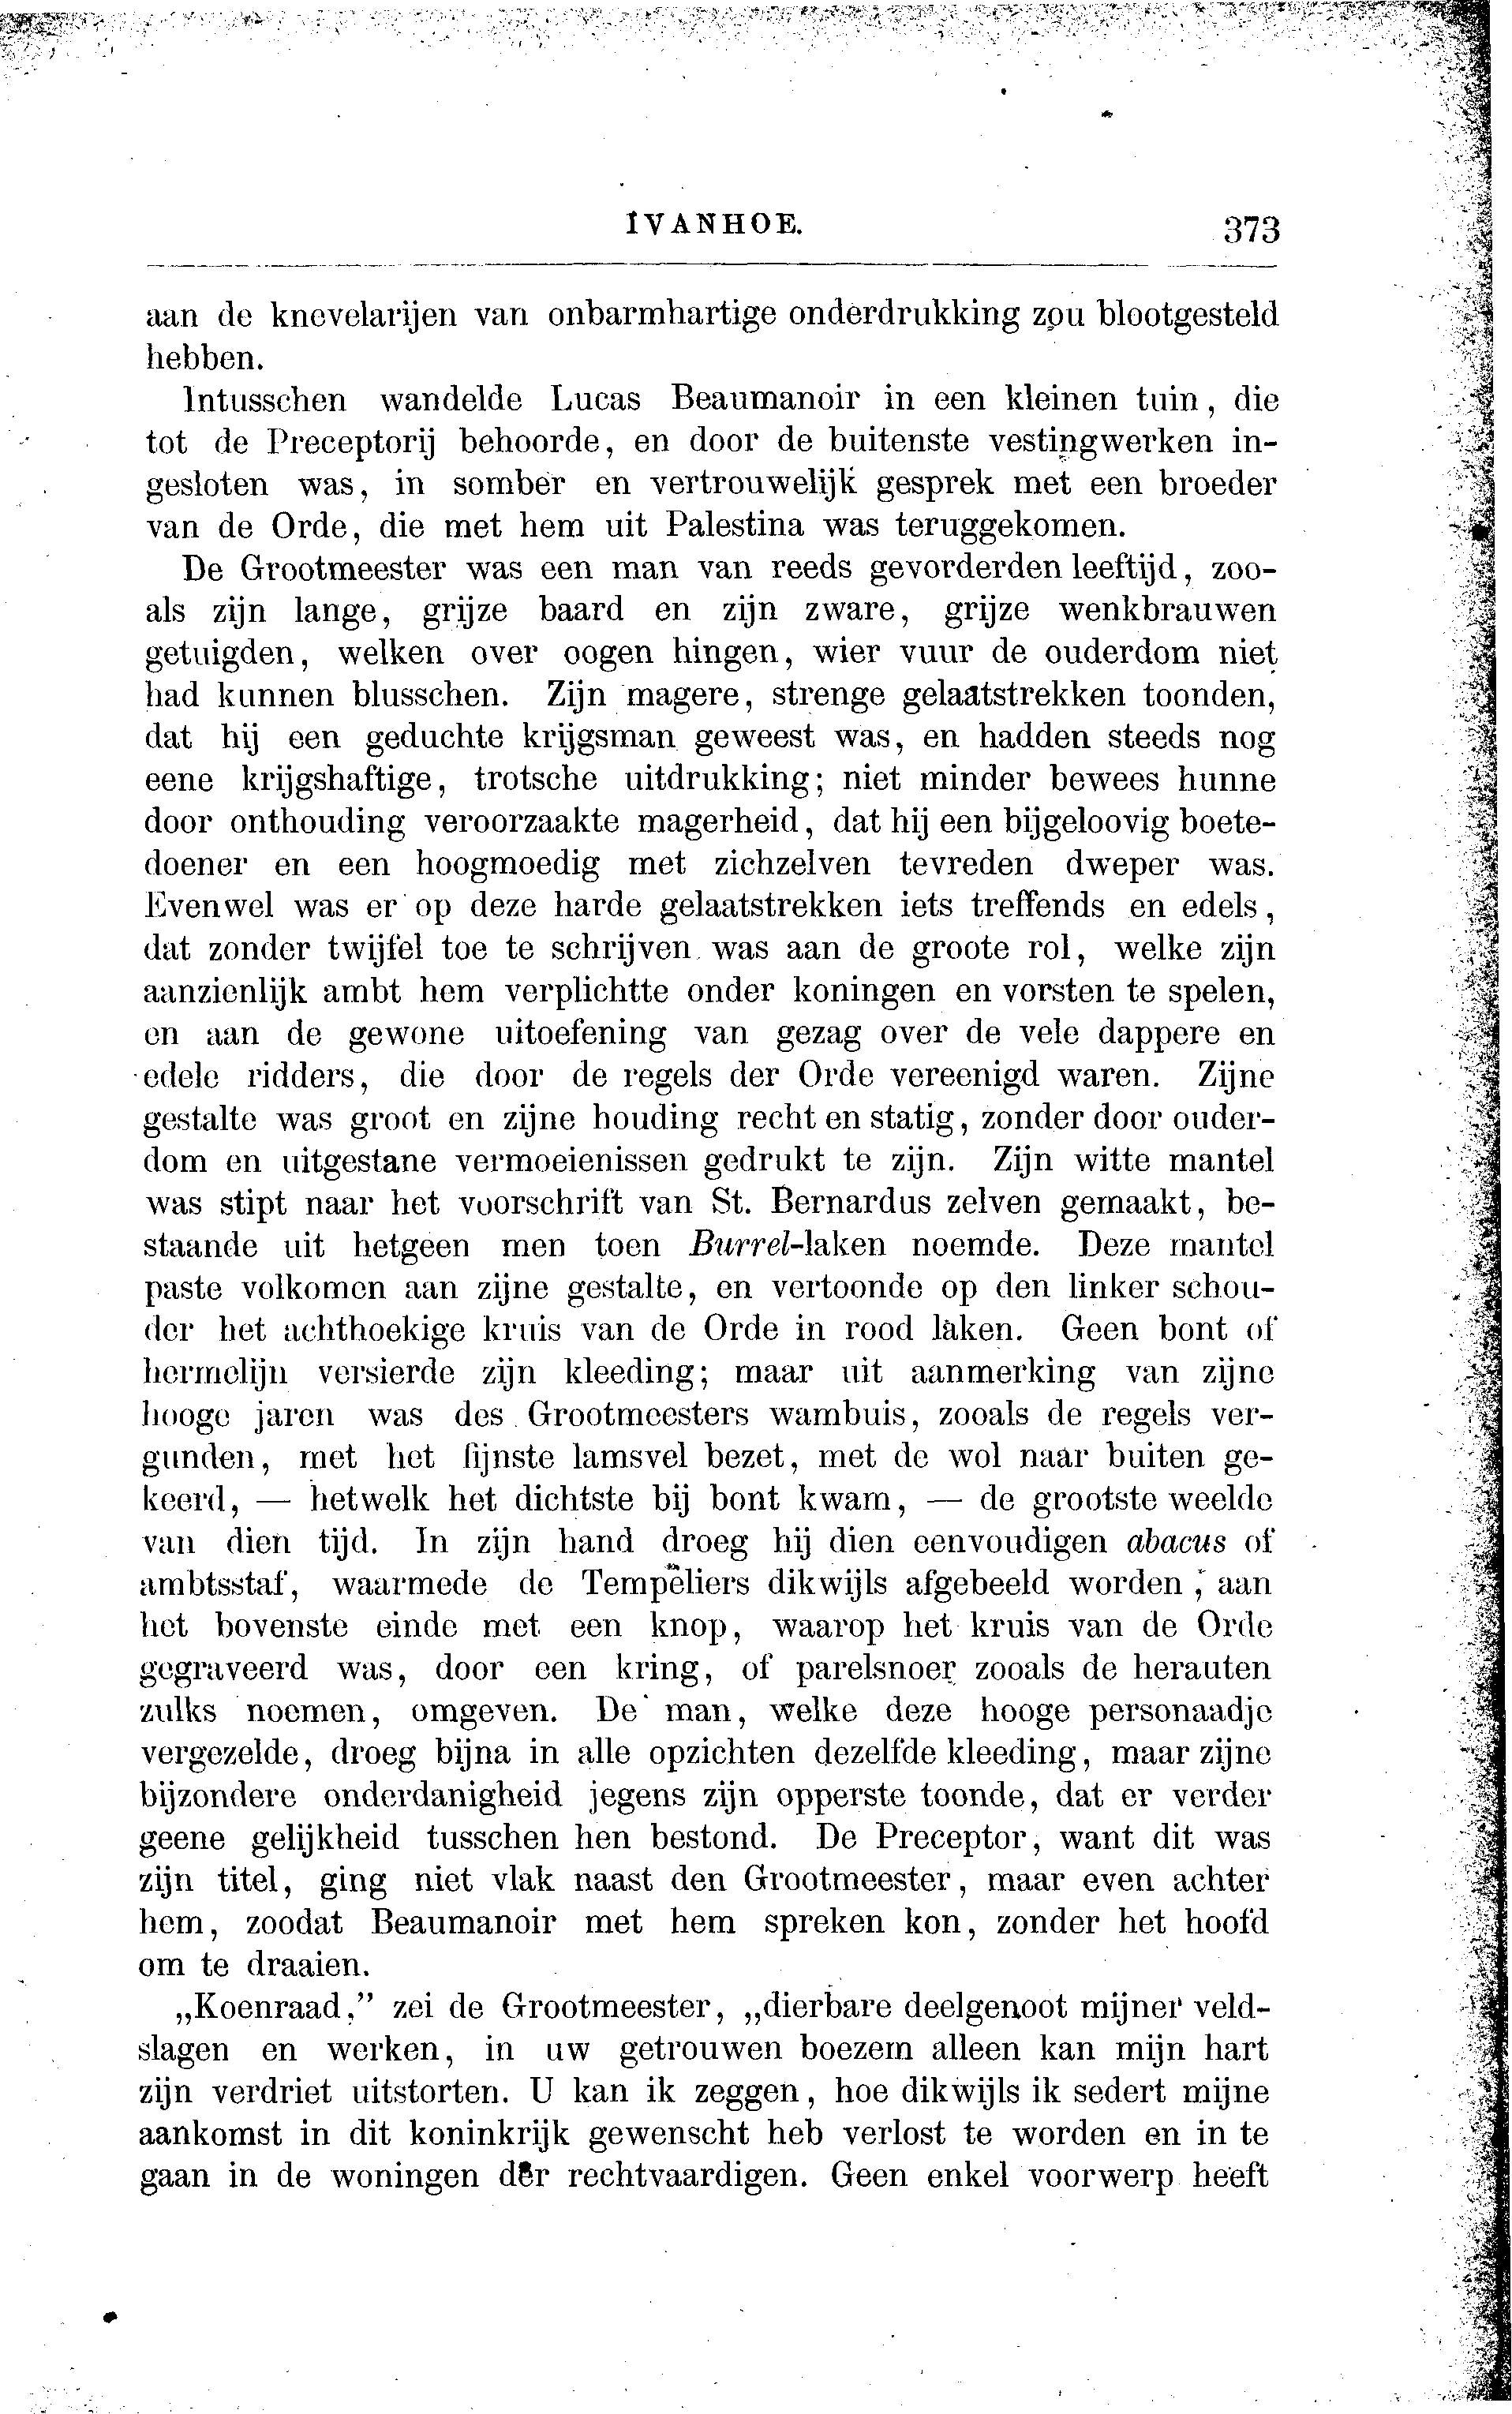 IVANHOE. 373
aan de knevelarijen van onbarmhartige onderdrukking zou blootgesteld
hebben.
Intusschen wandelde Lucas Beaumanoir in een kleinen tuin, die
tot de Preceptorij behoorde, en door de buitenste vestingwerken in-
gesloten was, in somber en vertrouwelijk gesprek met een broeder
van de Orde, die met hem uit Palestina was teruggekomen.
De Grootmeester was een man van reeds gevorderden leeftijd, zoo-
als zijn lange, grijze baard en zijn zware, grijze wenkbrauwen
getuigden, welken over oogen hingen, wier vuur de ouderdom niet
had kunnen blusschen. Zijn magere, strenge gelaatstrekken toonden,
dat hij een geduchte krijgsman geweest was, en hadden steeds nog
eene krijgshaftige, trotsche uitdrukking; niet minder bewees hunne
door onthouding veroorzaakte magerheid, dat hij een bijgeloovig boete-
doener en een hoogmoedig met zichzelven tevreden dweper was.
Evenwel was er op deze harde gelaatstrekken iets treffends en edels,
dat zonder twijfel toe te schrijven was aan de groote rol, welke zijn
aanzienlijk ambt hem verplichtte onder koningen en vorsten te spelen,
en aan de gewone uitoefening van gezag over de vele dappere en
edele ridders, die door de regels der Orde vereenigd waren. Zijne
gestalte was groot en zijne houding recht en statig, zonder door ouder-
dom en uitgestane vermoeienissen gedrukt te zijn. Zijn witte mantel
was stipt naar het voorschrift van St. Bernardus zelven gemaakt, be-
staande uit hetgeen men toen Burrel-laken noemde. Deze mantel
paste volkomen aan zijne gestalte, en vertoonde op den linker schou-
der het achthoekige kruis van de Orde in rood laken. Geen bont of
hermelijn versierde zijn kleeding; maar uit aanmerking van zijne
hooge jaren was des Grootmeesters wambuis, zooals de regels ver-
gunden, met het fijnste lamsvel bezet, met de wol naar buiten ge-
keerd, — hetwelk het dichtste bij bont kwam, — de grootste weelde
van dien tijd. In zijn hand droeg hij dien eenvoudigen abacus of
ambtsstaf, waarmede de Tempeliers dikwijls afgebeeld worden, aan
het bovenste einde met een knop, waarop het kruis van de Orde
gegraveerd was, door een kring, of parelsnoer zooals de herauten
zulks noemen, omgeven. De man, welke deze hooge personaadje
vergezelde, droeg bijna in alle opzichten dezelfde kleeding, maar zijne
bijzondere onderdanigheid jegens zijn opperste toonde, dat er verder
geene gelijkheid tusschen hen bestond. De Preceptor, want dit was
zijn titel, ging niet vlak naast den Grootmeester, maar even achter
hem, zoodat Beaumanoir met hem spreken kon, zonder het hoofd
om te draaien.
„Koenraad,” zei de Grootmeester, „dierbare deelgenoot mijner veld-
slagen en werken, in uw getrouwen boezem alleen kan mijn hart
zijn verdriet uitstorten. U kan ik zeggen, hoe dikwijls ik sedert mijne
aankomst in dit koninkrijk gewenscht heb verlost te worden en in te
gaan in de woningen der rechtvaardigen. Geen enkel voorwerp heeft